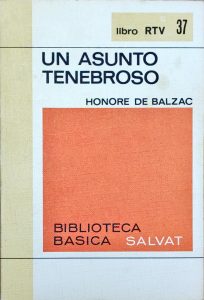 libro RTV 37
UN ASUNTO
TENEBROSO
HONORE DE BALZAC
BIBLIOTECA
BASICA SALVAT